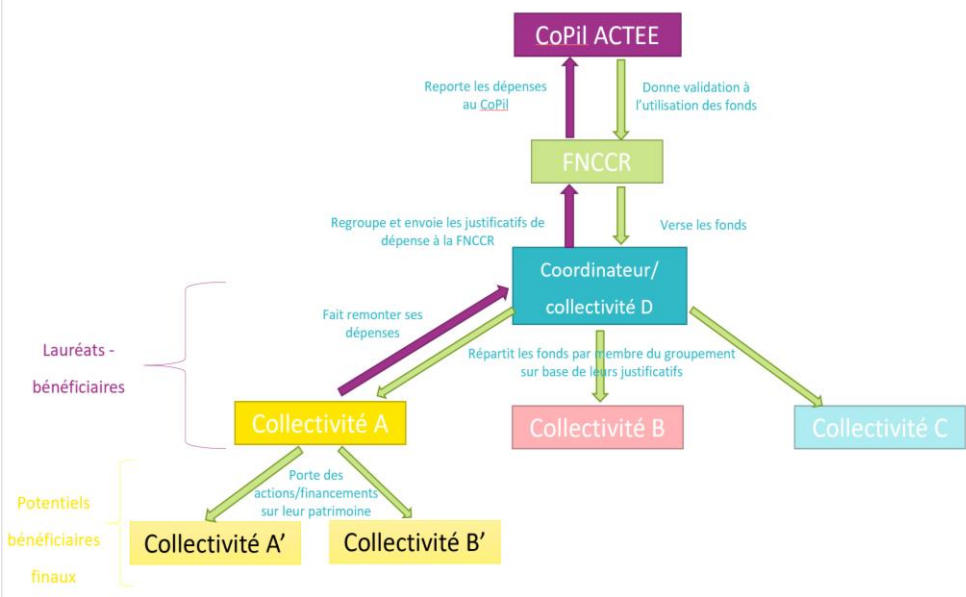 CoPil ACTEE
Reporte les dépenses
au CoPil
Donne validation à
l'utilisation des fonds
FNCCR
Regroupe et envoie les justificatifs de
dépense à la FNCCR
Verse les fonds
Coordinateur/
collectivité D
Fait remonter ses
dépenses
Lauréats -
bénéficiaires
Répartit les fonds par membre du groupement
sur base de leurs justificatifs
Collectivité A
Collectivité B
Collectivité C
Porte des
actions/financements
sur leur patrimoine
Potentiels
bénéficiaires
finaux
Collectivité A’
Collectivité B’